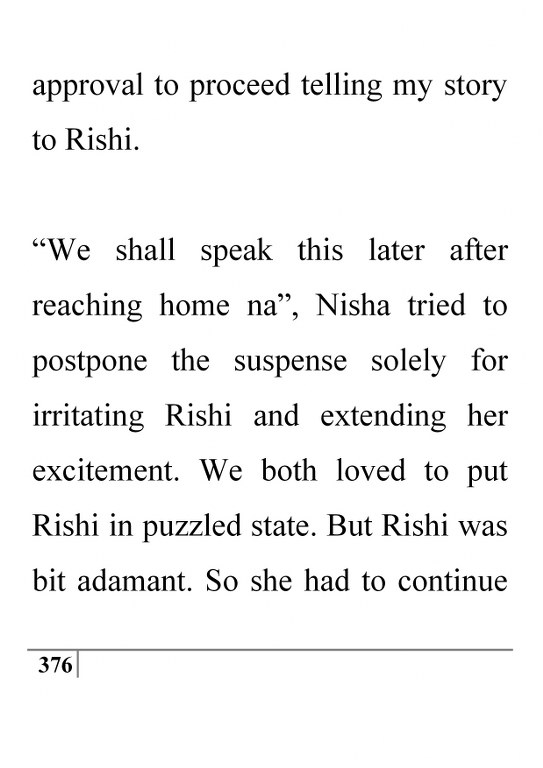 approval to proceed telling my story
to Rishi.
“We shall speak this later after
reaching home na”, Nisha tried to
postpone the suspense solely for
irritating Rishi and extending her
excitement. We both loved to put
Rishi in puzzled state. But Rishi was
bit adamant. So she had to continue
376